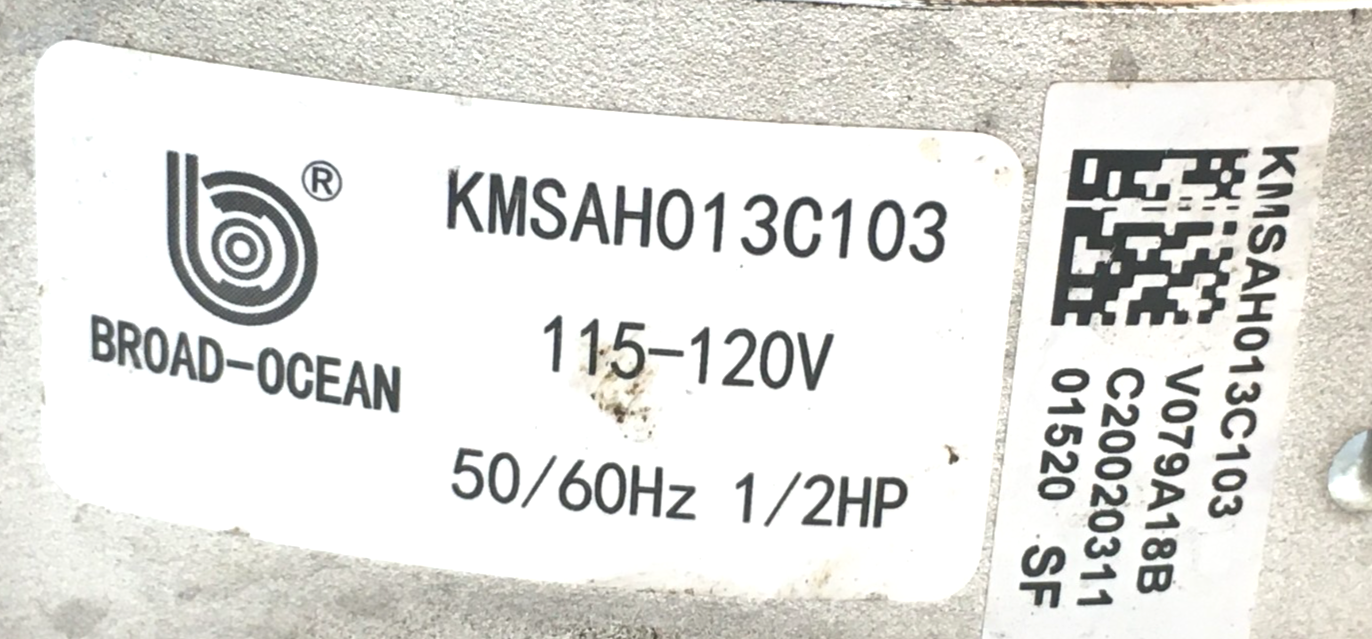 ®
BROAD-OCEAN
KMSAH013C103
115-120V
50/60Hz 1/2HP
KMSAH013C103
V079A18B
C20020311
01520 SF